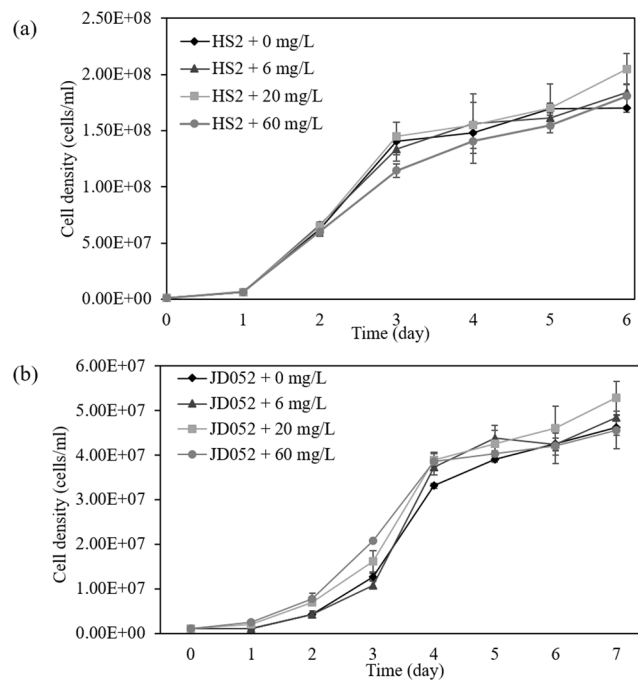 (a)
HS2 + 0 mg/L
HS2 + 6 mg/L
HS2 + 20 mg/L
HS2 + 60 mg/L
Cell density (cells/ml)
2.50E+08
2.00E+08
1.50E+08
1.00E+08
5.00E+07
0.00E+00
0 1 2 3 4 5 6
Time (day)
(b)
JD052 + 0 mg/L
JD052 + 6 mg/L
JD052 + 20 mg/L
JD052 + 60 mg/L
Cell density (cells/ml)
6.00E+07
5.00E+07
4.00E+07
3.00E+07
2.00E+07
1.00E+07
0.00E+00
0 1 2 3 4 5 6 7
Time (day)